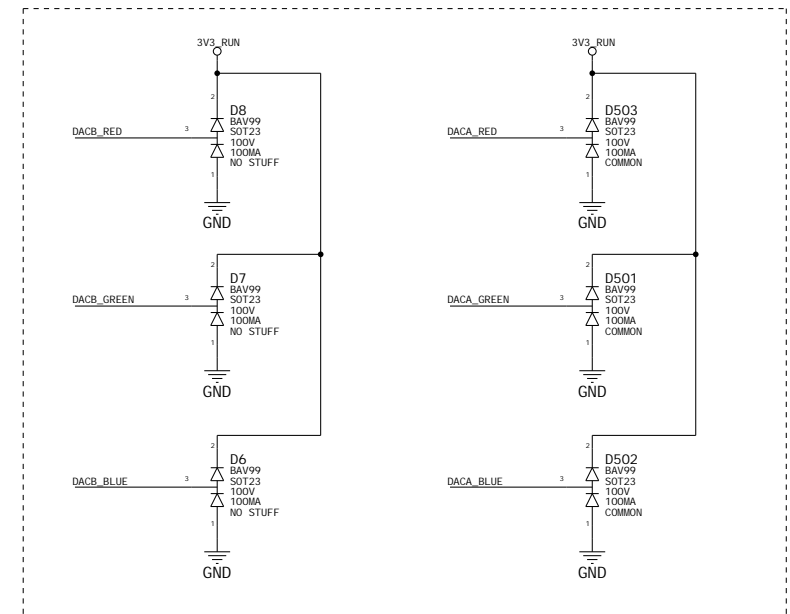 3V3_RUN
2
D8
BAV99
SOT23
100V
100MA
NO STUFF
DACB_RED
3
1
GND
2
D7
BAV99
SOT23
100V
100MA
NO STUFF
DACB_GREEN
3
1
GND
2
D6
BAV99
SOT23
100V
100MA
NO STUFF
DACB_BLUE
3
1
GND
3V3_RUN
2
D503
BAV99
SOT23
100V
100MA
COMMON
DACA_RED
3
1
GND
2
D501
BAV99
SOT23
100V
100MA
COMMON
DACA_GREEN
3
1
GND
2
D502
BAV99
SOT23
100V
100MA
COMMON
DACA_BLUE
3
1
GND